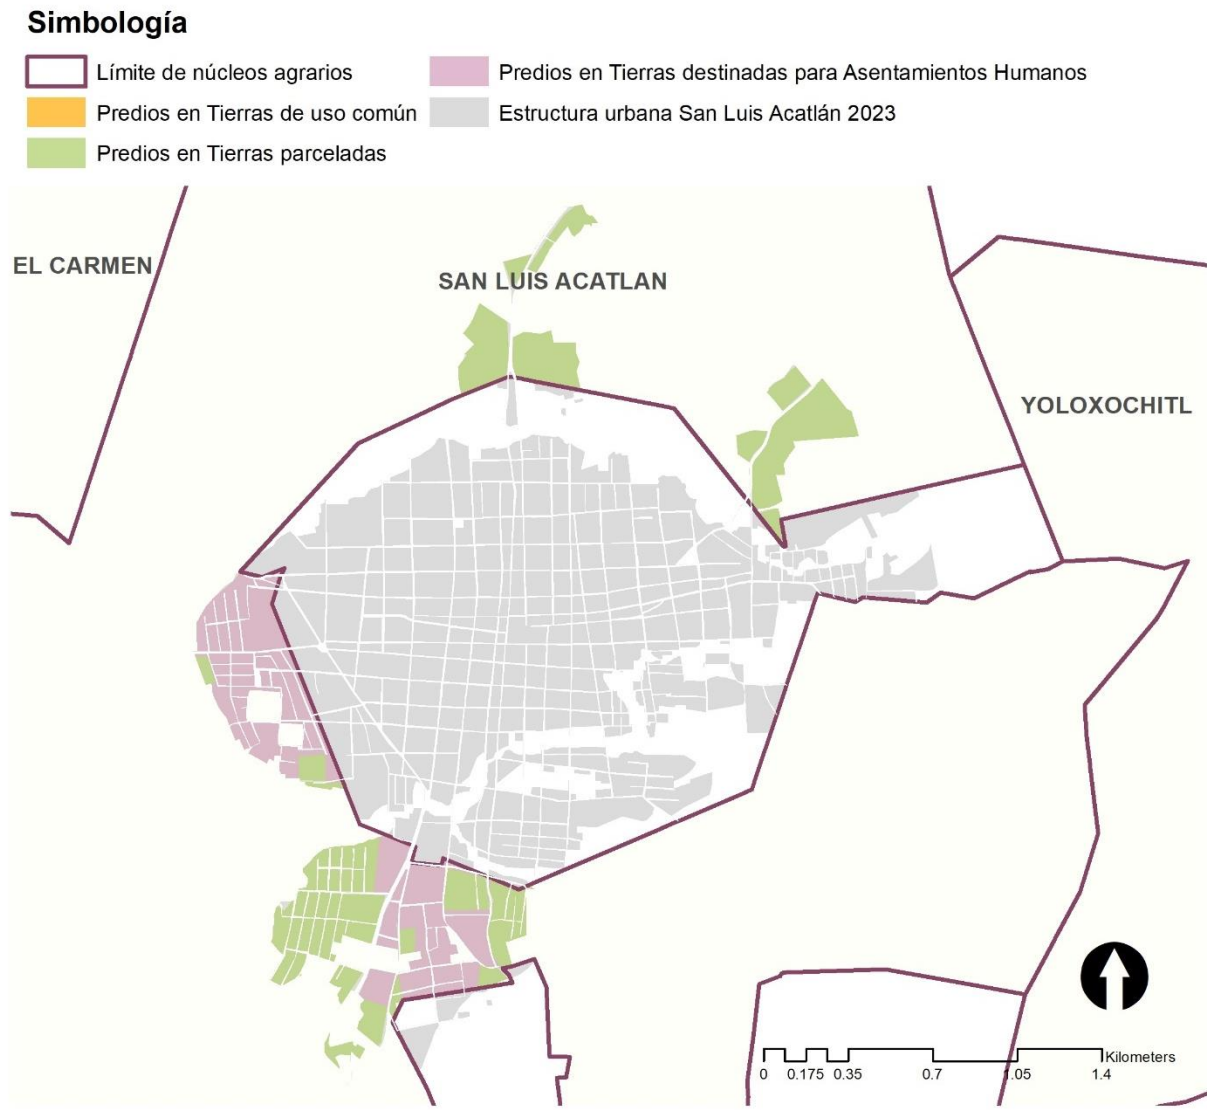 Simbología
Límite de núcleos agrarios
Predios en Tierras de uso común
Predios en Tierras parceladas
Predios en Tierras destinadas para Asentamientos Humanos
Estructura urbana San Luis Acatlán 2023
EL CARMEN
SAN LUIS ACATLAN
YOLOXOCHITL
Kilometers
0 0.175 0.35 0.7 1.05 1.4